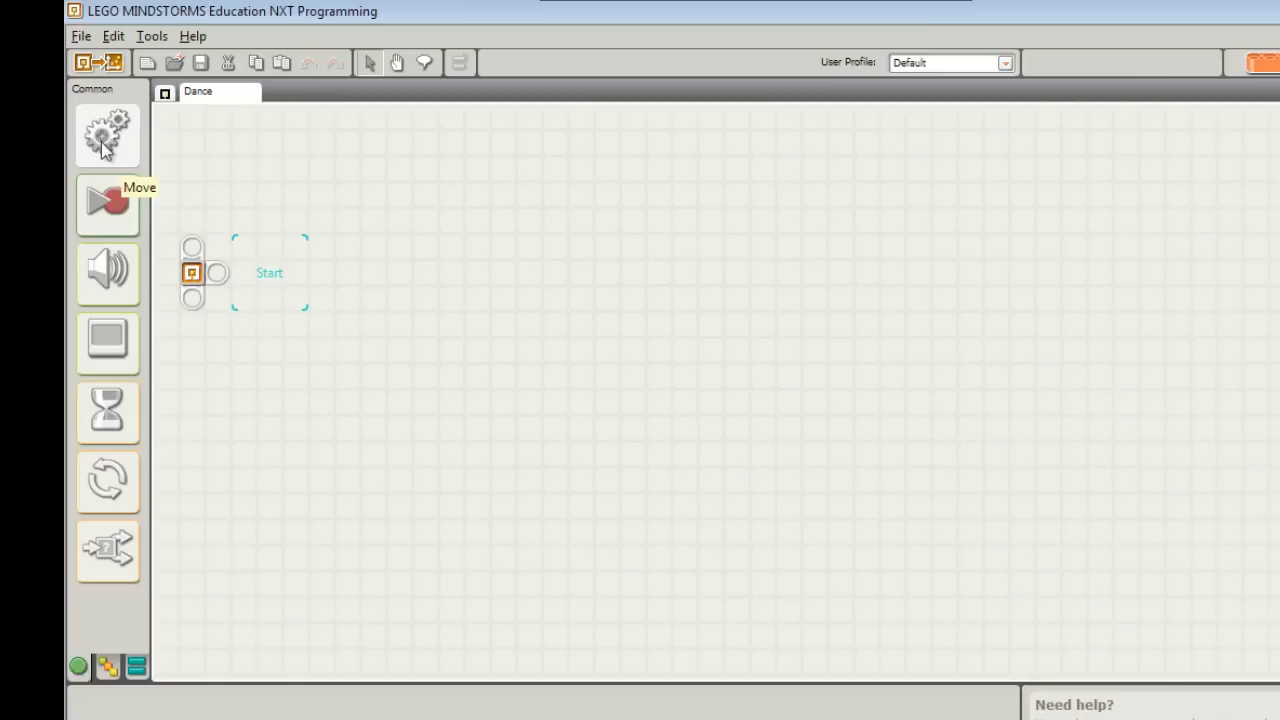 LEGO MINDSTORMS Education NXT Programming
File Edit Tools Help
User Profile: Default
Common
Dance
Move
Start
Need help?